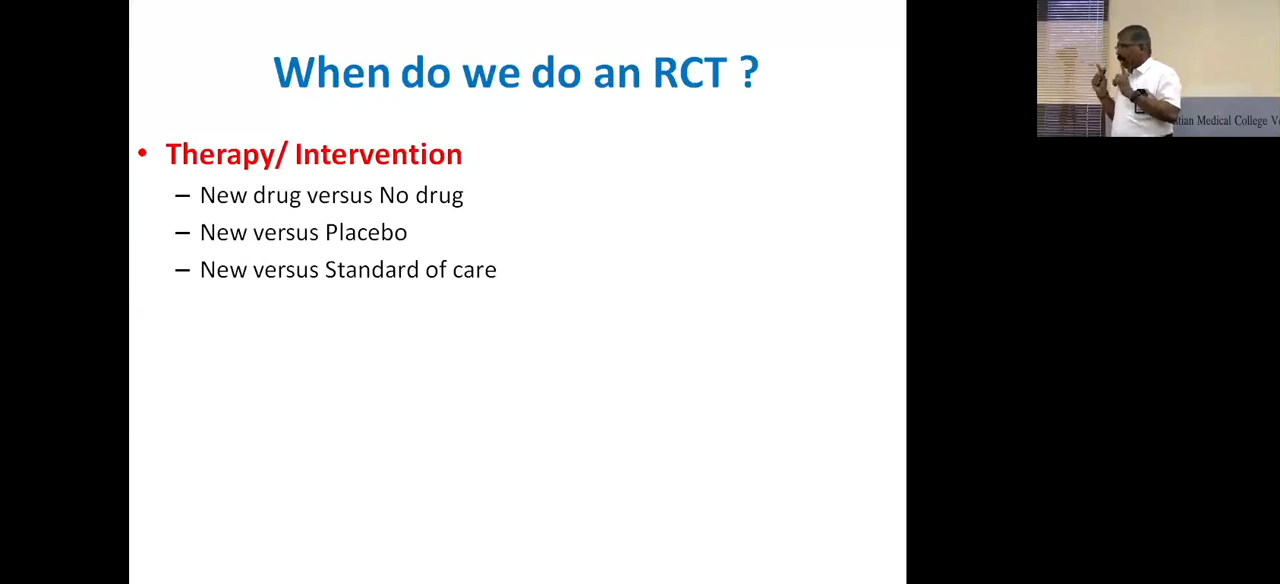 When do we do an RCT ?
• Therapy/ Intervention
– New drug versus No drug
– New versus Placebo
– New versus Standard of care
Medical College